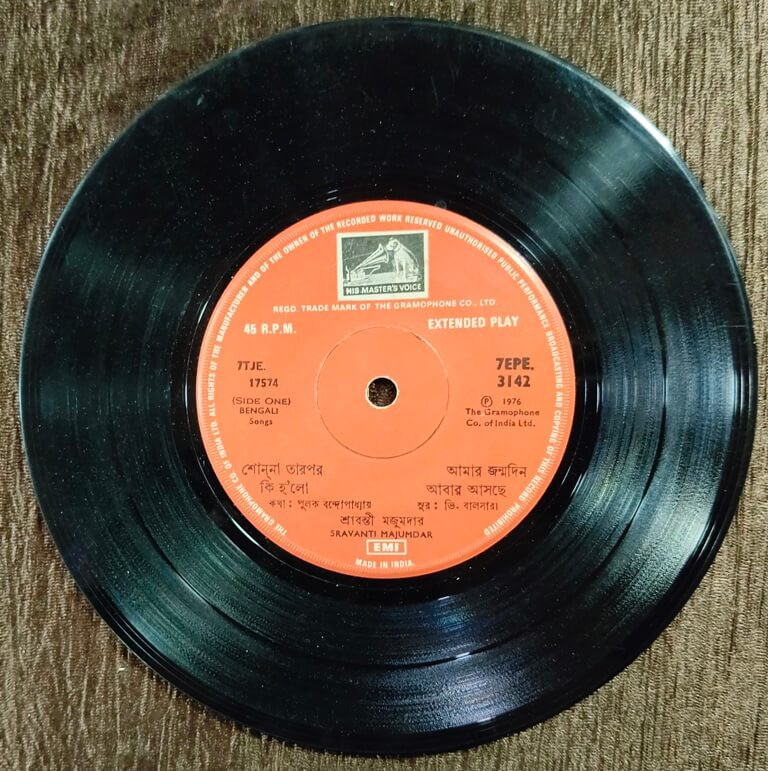 THE GRAMOPHONE CO. OF INDIA LTD. ALL RIGHTS OF THE MANUFACTURER AND OF THE OWNER OF THE RECORDED WORK RESERVED UNAUTHORISED PUBLIC PERFORMANCE BROADCASTING AND COPYING OF THIS RECORD PROHIBITED
HIS MASTER'S VOICE
REGD. TRADE MARK OF THE GRAMOPHONE CO., LTD.
45 R.P.M. EXTENDED PLAY
7TJE. 7EPE.
17574 3142
(SIDE ONE) ℗ 1976
BENGALI The Gramophone
Songs Co. of India Ltd.
শোন্‌না তারপর আমার জন্মদিন
কি হ'লো আবার আসছে
কথা : পুলক বন্দোপাধ্যায় সুর : ভি. বালসারা
শ্রাবন্তী মজুমদার
SRAVANTI MAJUMDAR
EMI
MADE IN INDIA.